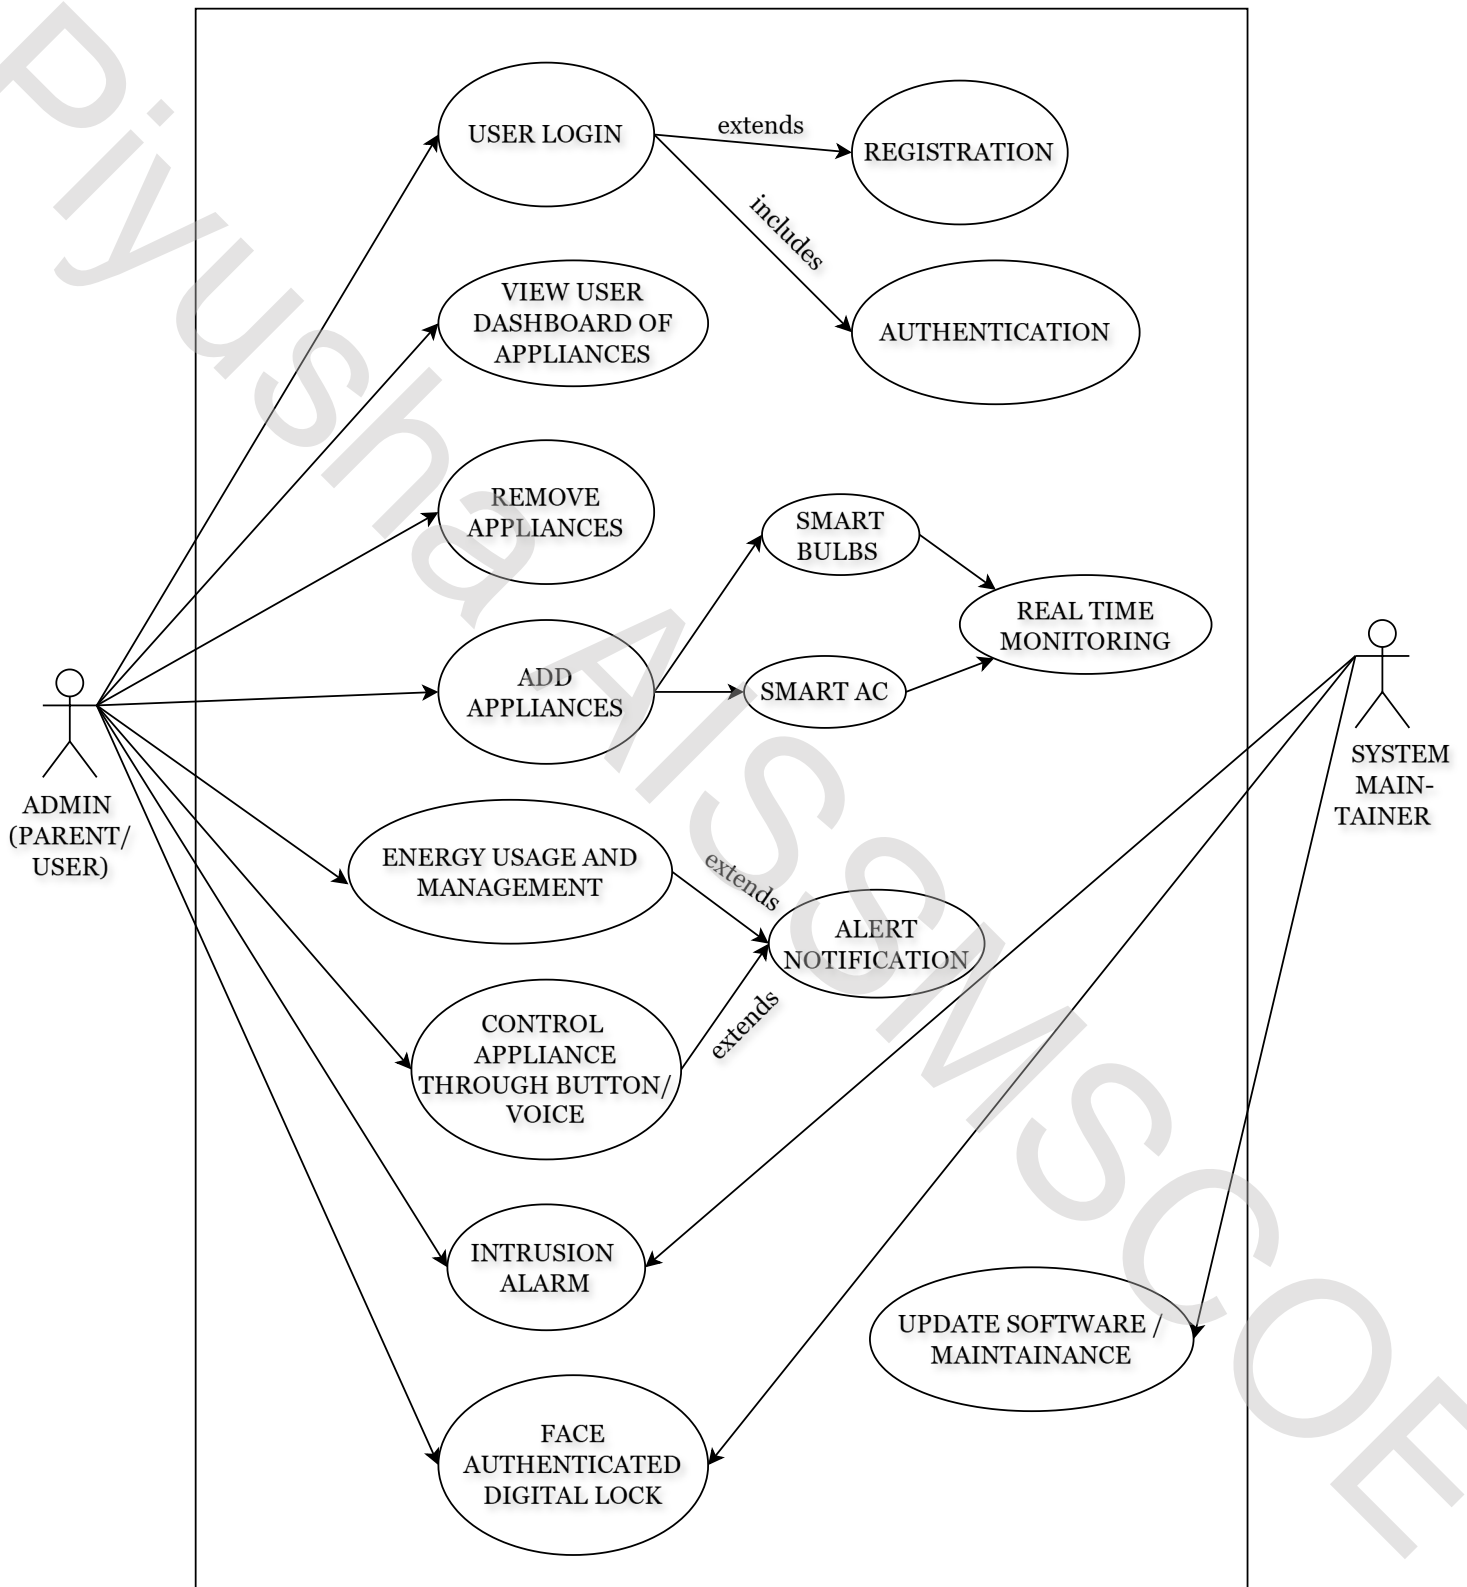 USER LOGIN
extends
REGISTRATION
includes
AUTHENTICATION
VIEW USER
DASHBOARD OF
APPLIANCES
REMOVE
APPLIANCES
SMART
BULBS
REAL TIME
MONITORING
ADD
APPLIANCES
SMART AC
ADMIN
(PARENT/
USER)
SYSTEM
MAIN-
TAINER
ENERGY USAGE AND
MANAGEMENT
extends
ALERT
NOTIFICATION
extends
CONTROL
APPLIANCE
THROUGH BUTTON/
VOICE
INTRUSION
ALARM
UPDATE SOFTWARE /
MAINTAINANCE
FACE
AUTHENTICATED
DIGITAL LOCK
Piyusha AISSMSCOE